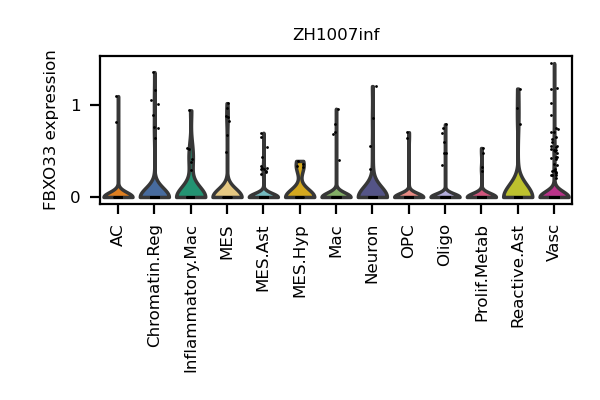 ZH1007inf
FBXO33 expression
1
0
AC
Chromatin.Reg
Inflammatory.Mac
MES
MES.Ast
MES.Hyp
Mac
Neuron
OPC
Oligo
Prolif.Metab
Reactive.Ast
Vasc